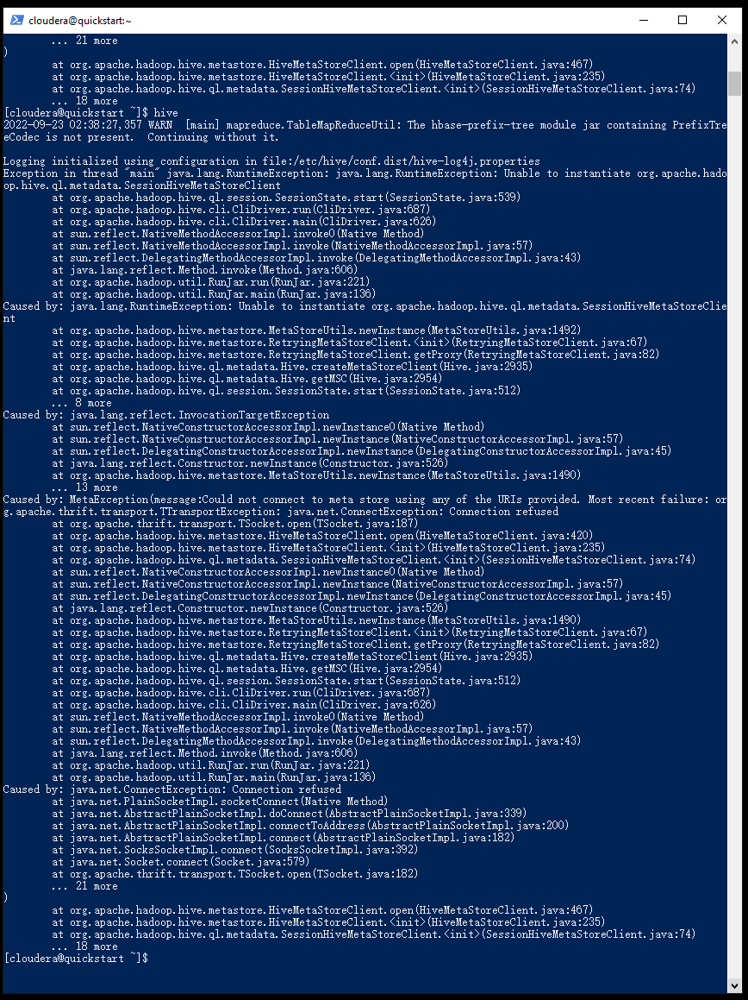 cloudera@quickstart:~
... 21 more
)
at org.apache.hadoop.hive.metastore.HiveMetaStoreClient.open(HiveMetaStoreClient.java:467)
at org.apache.hadoop.hive.metastore.HiveMetaStoreClient.<init>(HiveMetaStoreClient.java:235)
at org.apache.hadoop.hive.ql.metadata.SessionHiveMetaStoreClient.<init>(SessionHiveMetaStoreClient.java:74)
... 18 more
[cloudera@quickstart ~]$ hive
2022-09-23 02:38:27,357 WARN  [main] mapreduce.TableMapReduceUtil: The hbase-prefix-tree module jar containing PrefixTre
eCodec is not present.  Continuing without it.
Logging initialized using configuration in file:/etc/hive/conf.dist/hive-log4j.properties
Exception in thread "main" java.lang.RuntimeException: java.lang.RuntimeException: Unable to instantiate org.apache.hado
op.hive.ql.metadata.SessionHiveMetaStoreClient
at org.apache.hadoop.hive.ql.session.SessionState.start(SessionState.java:539)
at org.apache.hadoop.hive.cli.CliDriver.run(CliDriver.java:687)
at org.apache.hadoop.hive.cli.CliDriver.main(CliDriver.java:626)
at sun.reflect.NativeMethodAccessorImpl.invoke0(Native Method)
at sun.reflect.NativeMethodAccessorImpl.invoke(NativeMethodAccessorImpl.java:57)
at sun.reflect.DelegatingMethodAccessorImpl.invoke(DelegatingMethodAccessorImpl.java:43)
at java.lang.reflect.Method.invoke(Method.java:606)
at org.apache.hadoop.util.RunJar.run(RunJar.java:221)
at org.apache.hadoop.util.RunJar.main(RunJar.java:136)
Caused by: java.lang.RuntimeException: Unable to instantiate org.apache.hadoop.hive.ql.metadata.SessionHiveMetaStoreClie
nt
at org.apache.hadoop.hive.metastore.MetaStoreUtils.newInstance(MetaStoreUtils.java:1492)
at org.apache.hadoop.hive.metastore.RetryingMetaStoreClient.<init>(RetryingMetaStoreClient.java:67)
at org.apache.hadoop.hive.metastore.RetryingMetaStoreClient.getProxy(RetryingMetaStoreClient.java:82)
at org.apache.hadoop.hive.ql.metadata.Hive.createMetaStoreClient(Hive.java:2935)
at org.apache.hadoop.hive.ql.metadata.Hive.getMSC(Hive.java:2954)
at org.apache.hadoop.hive.ql.session.SessionState.start(SessionState.java:512)
... 8 more
Caused by: java.lang.reflect.InvocationTargetException
at sun.reflect.NativeConstructorAccessorImpl.newInstance0(Native Method)
at sun.reflect.NativeConstructorAccessorImpl.newInstance(NativeConstructorAccessorImpl.java:57)
at sun.reflect.DelegatingConstructorAccessorImpl.newInstance(DelegatingConstructorAccessorImpl.java:45)
at java.lang.reflect.Constructor.newInstance(Constructor.java:526)
at org.apache.hadoop.hive.metastore.MetaStoreUtils.newInstance(MetaStoreUtils.java:1490)
... 13 more
Caused by: MetaException(message:Could not connect to meta store using any of the URIs provided. Most recent failure: or
g.apache.thrift.transport.TTransportException: java.net.ConnectException: Connection refused
at org.apache.thrift.transport.TSocket.open(TSocket.java:187)
at org.apache.hadoop.hive.metastore.HiveMetaStoreClient.open(HiveMetaStoreClient.java:420)
at org.apache.hadoop.hive.metastore.HiveMetaStoreClient.<init>(HiveMetaStoreClient.java:235)
at org.apache.hadoop.hive.ql.metadata.SessionHiveMetaStoreClient.<init>(SessionHiveMetaStoreClient.java:74)
at sun.reflect.NativeConstructorAccessorImpl.newInstance0(Native Method)
at sun.reflect.NativeConstructorAccessorImpl.newInstance(NativeConstructorAccessorImpl.java:57)
at sun.reflect.DelegatingConstructorAccessorImpl.newInstance(DelegatingConstructorAccessorImpl.java:45)
at java.lang.reflect.Constructor.newInstance(Constructor.java:526)
at org.apache.hadoop.hive.metastore.MetaStoreUtils.newInstance(MetaStoreUtils.java:1490)
at org.apache.hadoop.hive.metastore.RetryingMetaStoreClient.<init>(RetryingMetaStoreClient.java:67)
at org.apache.hadoop.hive.metastore.RetryingMetaStoreClient.getProxy(RetryingMetaStoreClient.java:82)
at org.apache.hadoop.hive.ql.metadata.Hive.createMetaStoreClient(Hive.java:2935)
at org.apache.hadoop.hive.ql.metadata.Hive.getMSC(Hive.java:2954)
at org.apache.hadoop.hive.ql.session.SessionState.start(SessionState.java:512)
at org.apache.hadoop.hive.cli.CliDriver.run(CliDriver.java:687)
at org.apache.hadoop.hive.cli.CliDriver.main(CliDriver.java:626)
at sun.reflect.NativeMethodAccessorImpl.invoke0(Native Method)
at sun.reflect.NativeMethodAccessorImpl.invoke(NativeMethodAccessorImpl.java:57)
at sun.reflect.DelegatingMethodAccessorImpl.invoke(DelegatingMethodAccessorImpl.java:43)
at java.lang.reflect.Method.invoke(Method.java:606)
at org.apache.hadoop.util.RunJar.run(RunJar.java:221)
at org.apache.hadoop.util.RunJar.main(RunJar.java:136)
Caused by: java.net.ConnectException: Connection refused
at java.net.PlainSocketImpl.socketConnect(Native Method)
at java.net.AbstractPlainSocketImpl.doConnect(AbstractPlainSocketImpl.java:339)
at java.net.AbstractPlainSocketImpl.connectToAddress(AbstractPlainSocketImpl.java:200)
at java.net.AbstractPlainSocketImpl.connect(AbstractPlainSocketImpl.java:182)
at java.net.SocksSocketImpl.connect(SocksSocketImpl.java:392)
at java.net.Socket.connect(Socket.java:579)
at org.apache.thrift.transport.TSocket.open(TSocket.java:182)
... 21 more
)
at org.apache.hadoop.hive.metastore.HiveMetaStoreClient.open(HiveMetaStoreClient.java:467)
at org.apache.hadoop.hive.metastore.HiveMetaStoreClient.<init>(HiveMetaStoreClient.java:235)
at org.apache.hadoop.hive.ql.metadata.SessionHiveMetaStoreClient.<init>(SessionHiveMetaStoreClient.java:74)
... 18 more
[cloudera@quickstart ~]$